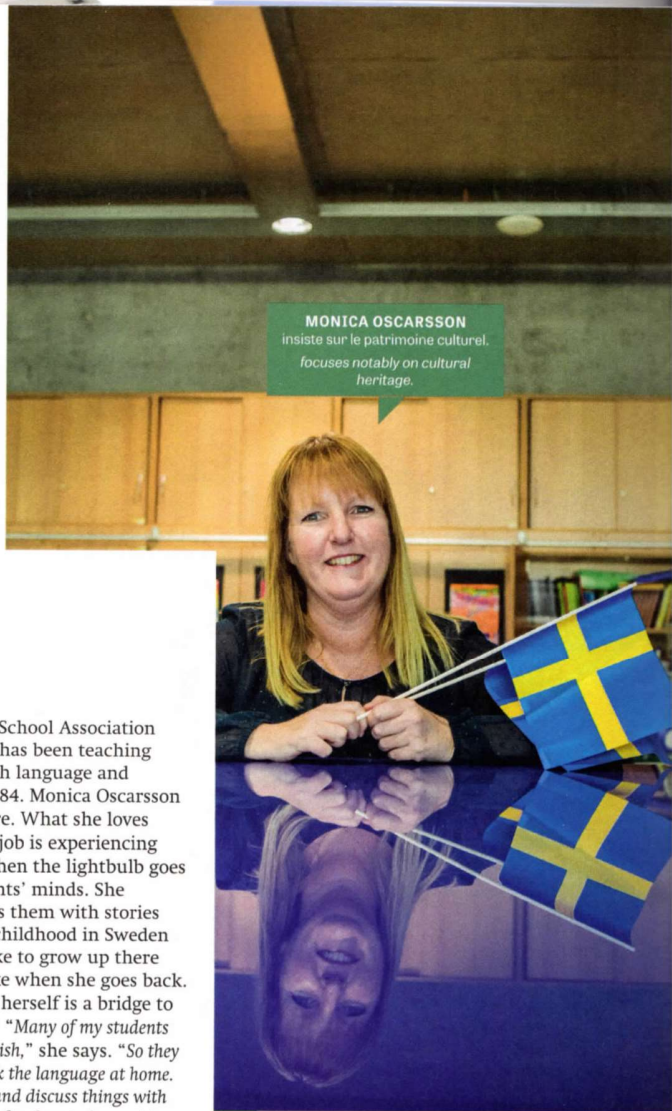 MONICA OSCARSSON
insiste sur le patrimoine culturel.
focuses notably on cultural
heritage.
School Association
has been teaching
h language and
84. Monica Oscarsson
e. What she loves
job is experiencing
hen the lightbulb goes
nts' minds. She
s them with stories
childhood in Sweden
ke to grow up there
e when she goes back.
herself is a bridge to
"Many of my students
ish," she says. "So they
k the language at home.
and discuss things with